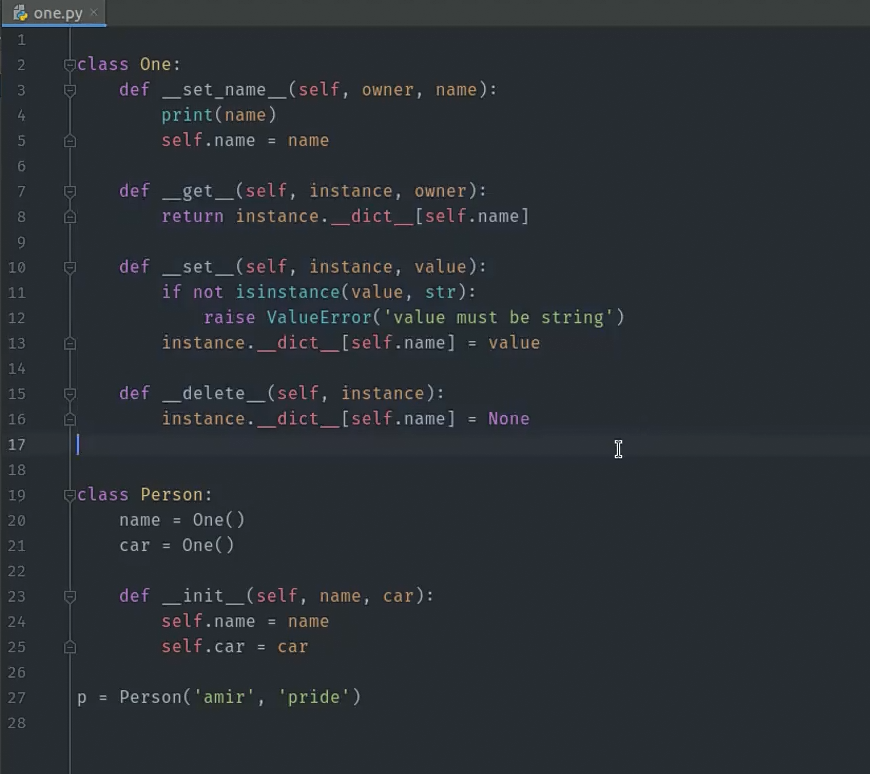 one.py
1
2 class One:
3     def __set_name__(self, owner, name):
4         print(name)
5         self.name = name
6
7     def __get__(self, instance, owner):
8         return instance.__dict__[self.name]
9
10     def __set__(self, instance, value):
11         if not isinstance(value, str):
12             raise ValueError('value must be string')
13         instance.__dict__[self.name] = value
14
15     def __delete__(self, instance):
16         instance.__dict__[self.name] = None
17
18
19 class Person:
20     name = One()
21     car = One()
22
23     def __init__(self, name, car):
24         self.name = name
25         self.car = car
26
27 p = Person('amir', 'pride')
28